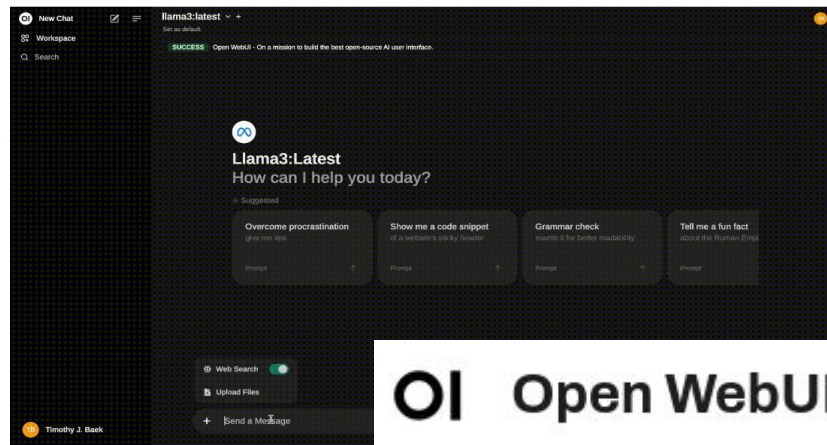 OI New Chat
Workspace
Search
TB Timothy J. Baek
llama3:latest
Set as default
SUCCESS Open WebUI - On a mission to build the best open-source AI user interface.
Llama3:Latest
How can I help you today?
Suggested
Overcome procrastination
give me tips
Prompt
Show me a code snippet
of a website's sticky header
Prompt
Grammar check
rewrite it for better readability
Prompt
Tell me a fun fact
about the Roman
Prompt
Web Search
Upload Files
+ Send a Message
OI Open WebUI